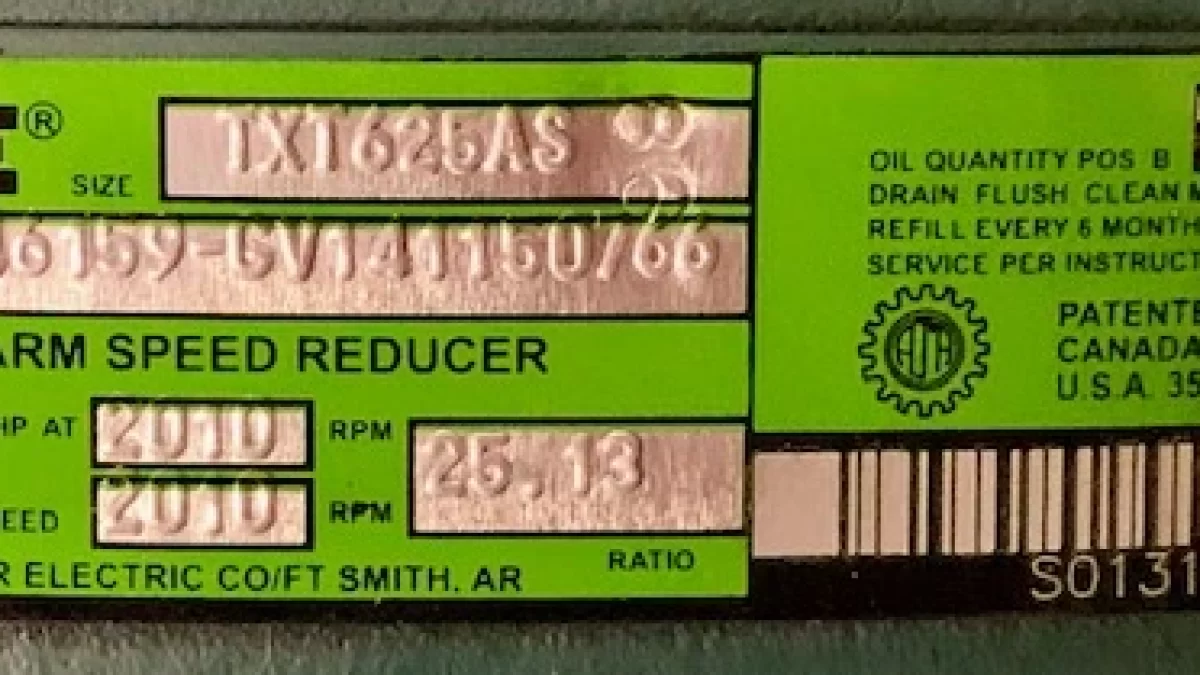 E®
SIZE TXT625AS
6159-GV141150/66
ARM SPEED REDUCER
HP AT 2010 RPM
EED 2010 RPM
25.13
RATIO
R ELECTRIC CO/FT SMITH, AR
OIL QUANTITY POS B
DRAIN FLUSH CLEAN M
REFILL EVERY 6 MONTH
SERVICE PER INSTRUCT
PATENTE
CANADA
U.S.A. 35
S0131